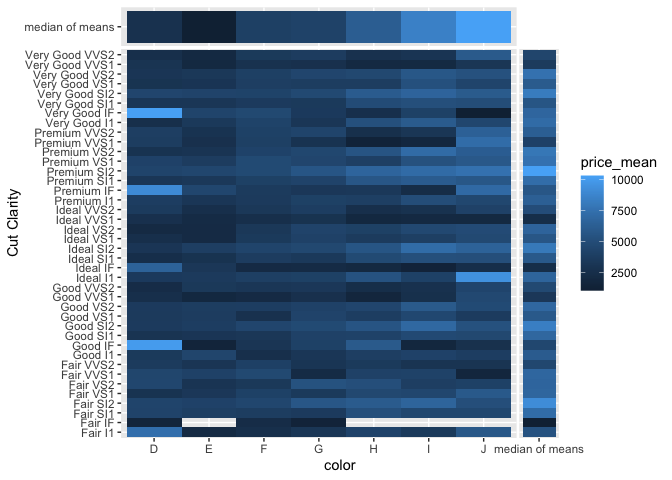 median of means
Very Good VVS2
Very Good VVS1
Very Good VS2
Very Good VS1
Very Good SI2
Very Good SI1
Very Good IF
Very Good I1
Premium VVS2
Premium VVS1
Premium VS2
Premium VS1
Premium SI2
Premium SI1
Premium IF
Premium I1
Ideal VVS2
Ideal VVS1
Ideal VS2
Ideal VS1
Ideal SI2
Ideal SI1
Ideal IF
Ideal I1
Good VVS2
Good VVS1
Good VS2
Good VS1
Good SI2
Good SI1
Good IF
Good I1
Fair VVS2
Fair VVS1
Fair VS2
Fair VS1
Fair SI2
Fair SI1
Fair IF
Fair I1
Cut Clarity
D E F G H I J median of means
color
price_mean
10000
7500
5000
2500